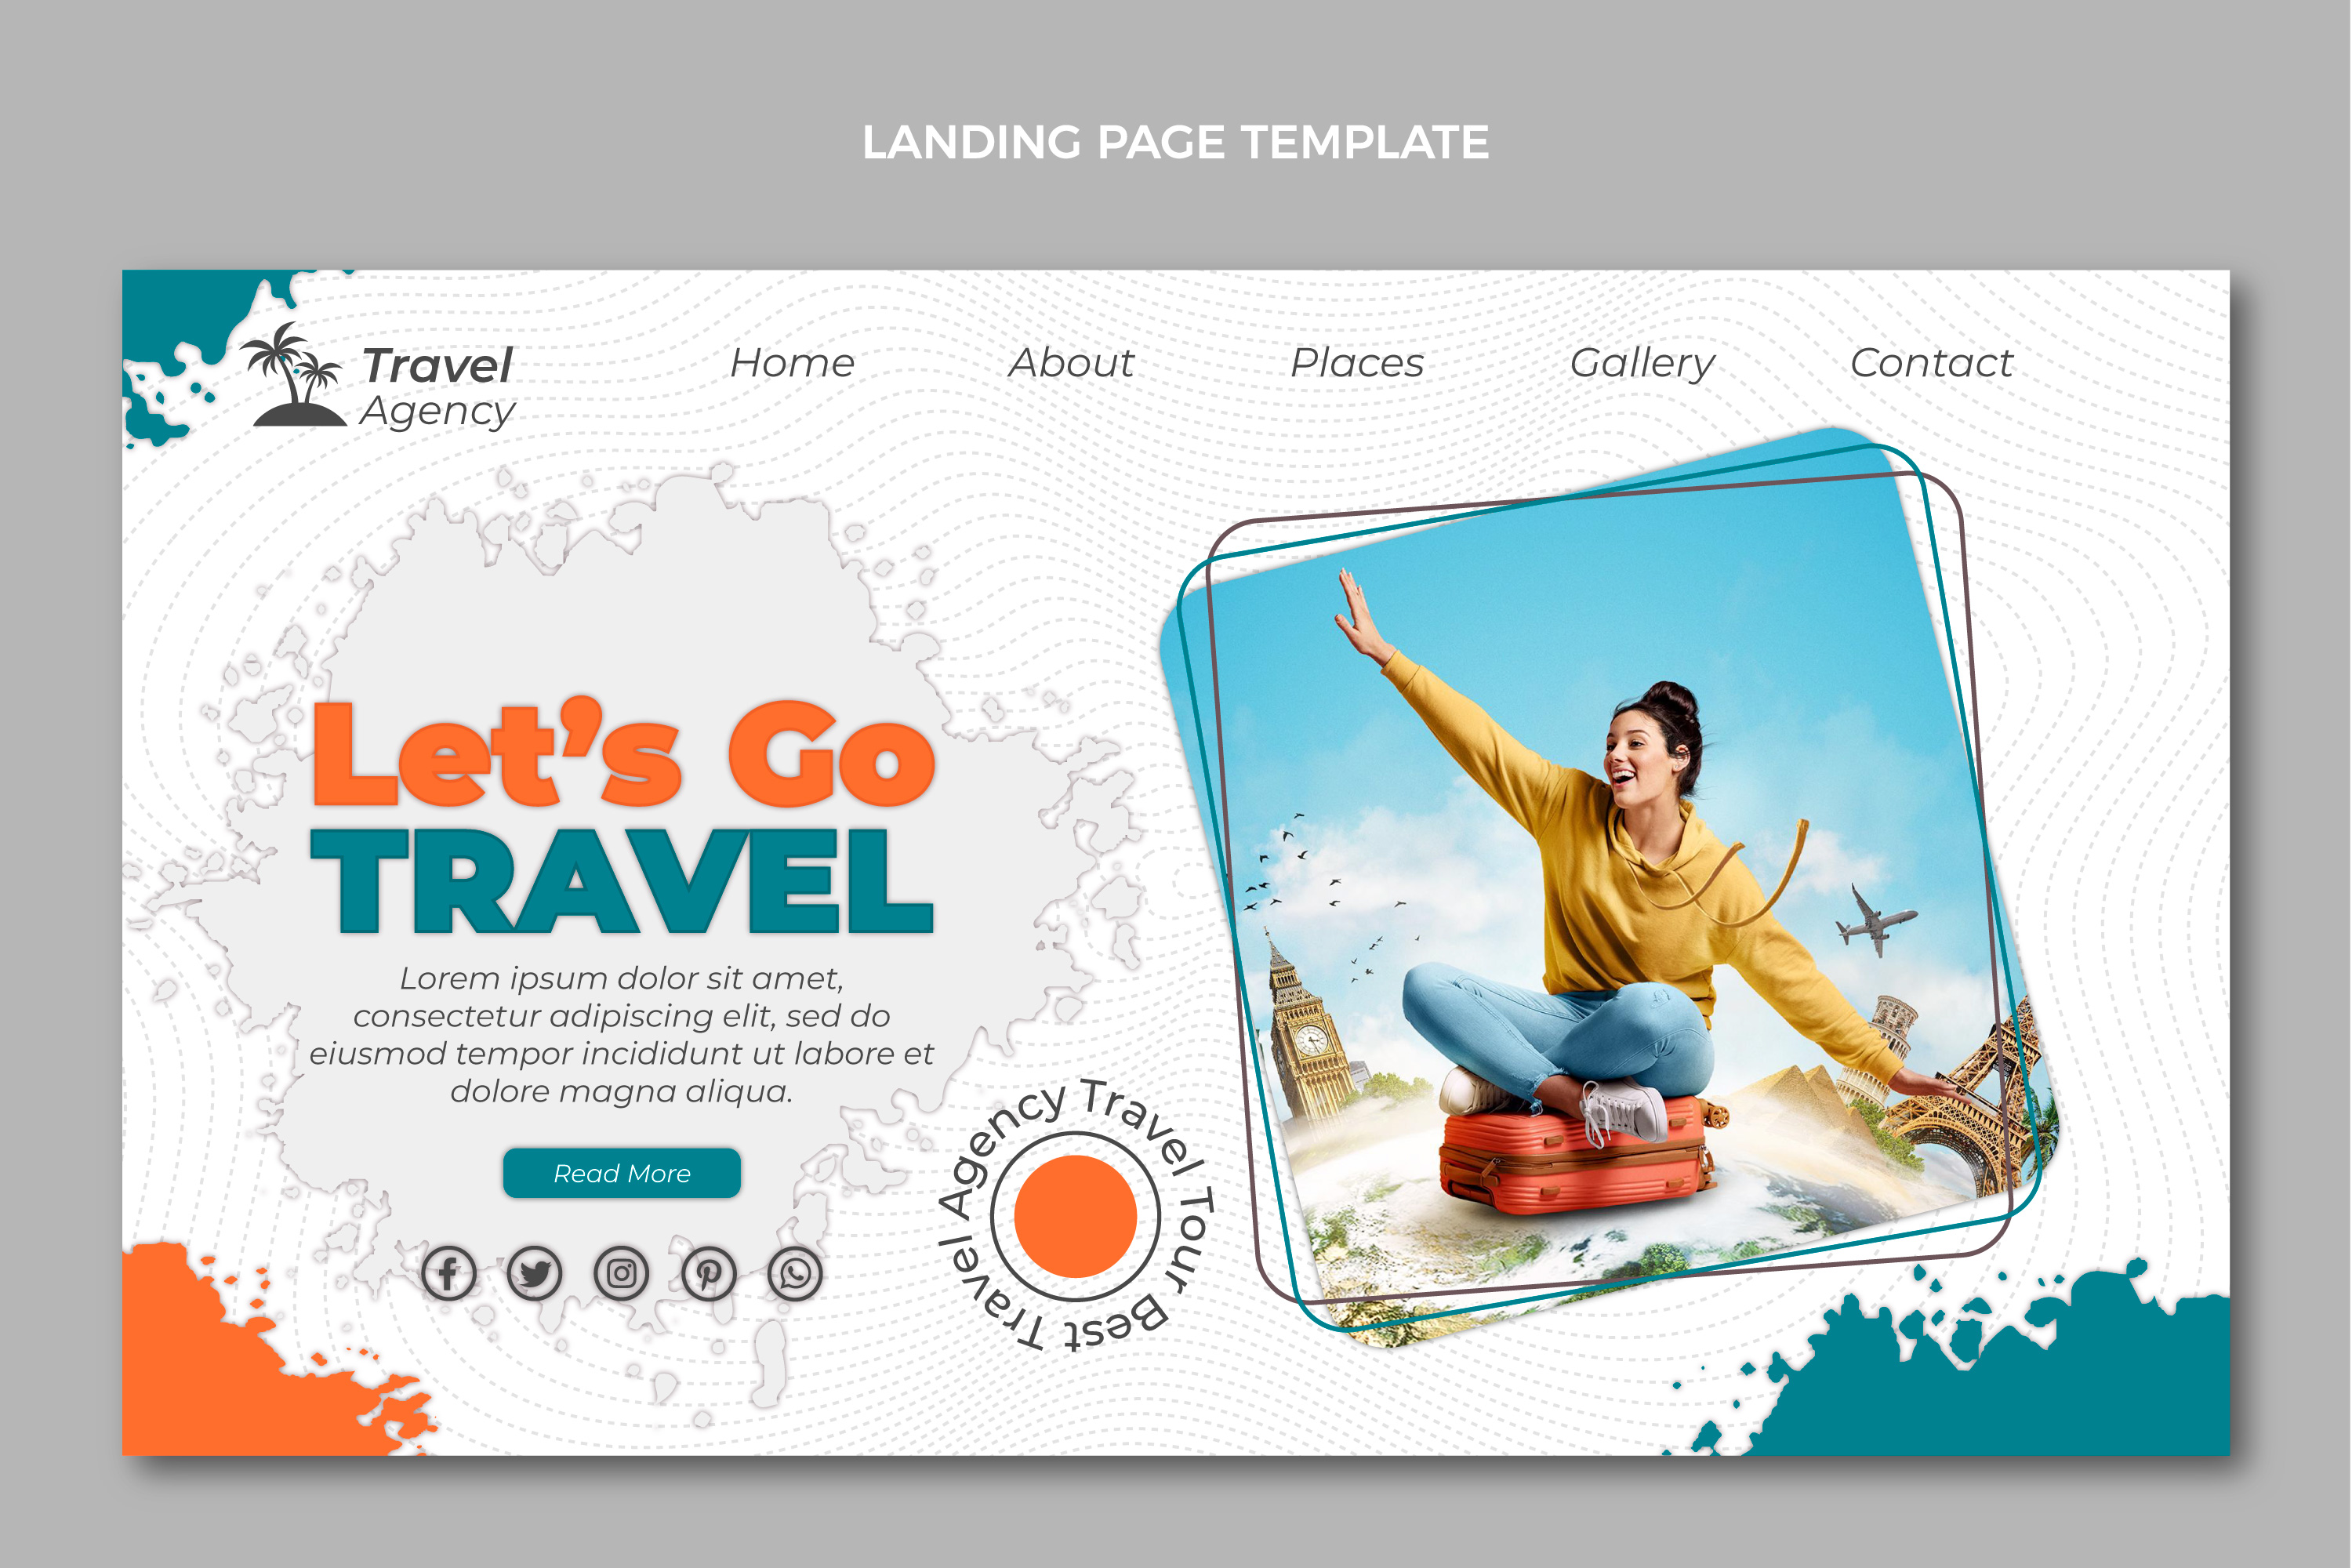 LANDING PAGE TEMPLATE
Travel
Agency
Home
About
Places
Gallery
Contact
Let's Go
TRAVEL
Lorem ipsum dolor sit amet,
consectetur adipiscing elit, sed do
eiusmod tempor incididunt ut labore et
dolore magna aliqua.
Read More
Travel Tour Best Travel Agency